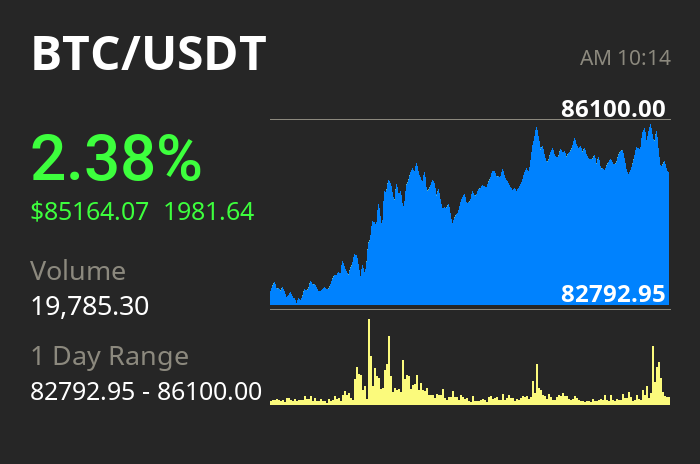 BTC/USDT
AM 10:14
86100.00
2.38%
$85164.07 1981.64
Volume
19,785.30
82792.95
1 Day Range
82792.95 - 86100.00